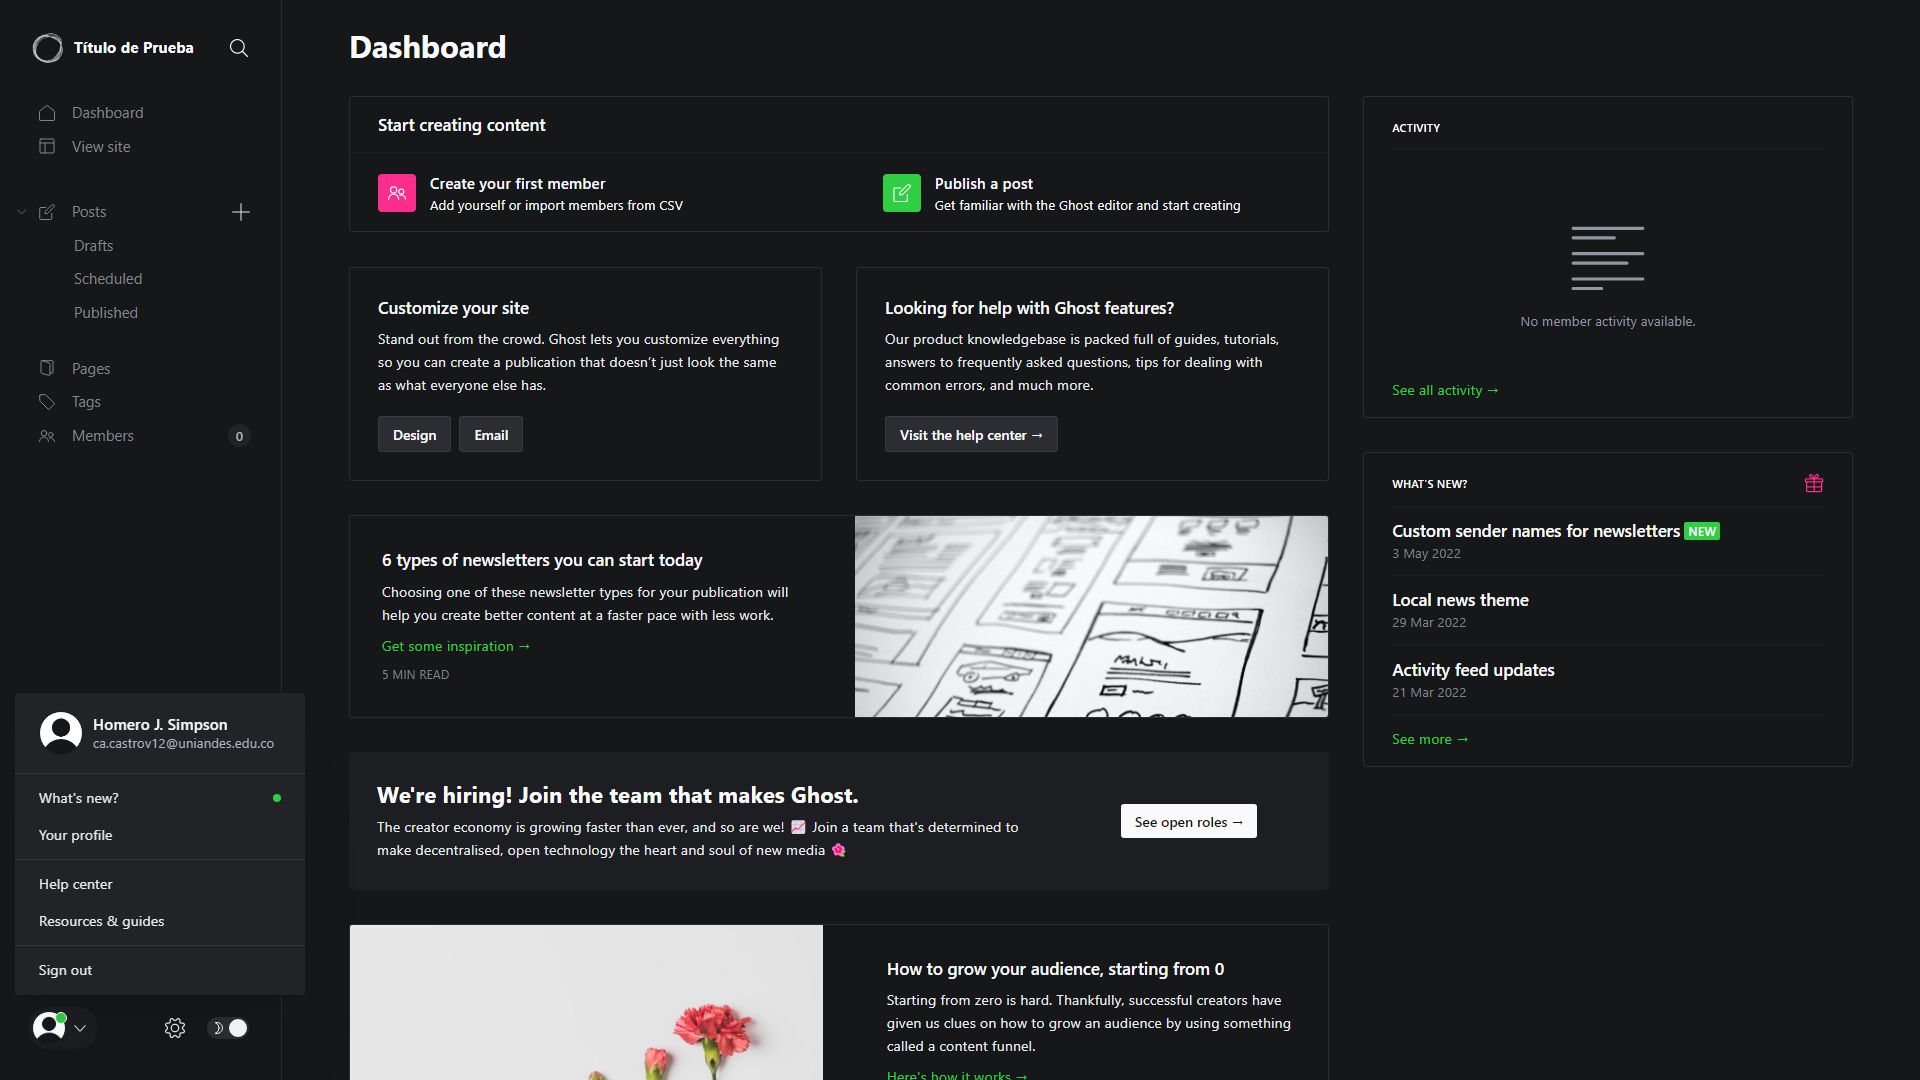 Título de Prueba
Dashboard
View site
Posts
Drafts
Scheduled
Published
Pages
Tags
Members
0
Homero J. Simpson
ca.castrov12@uniandes.edu.co
What's new?
Your profile
Help center
Resources & guides
Sign out
Dashboard
Start creating content
Create your first member
Add yourself or import members from CSV
Publish a post
Get familiar with the Ghost editor and start creating
Customize your site
Stand out from the crowd. Ghost lets you customize everything
so you can create a publication that doesn’t just look the same
as what everyone else has.
Design
Email
Looking for help with Ghost features?
Our product knowledgebase is packed full of guides, tutorials,
answers to frequently asked questions, tips for dealing with
common errors, and much more.
Visit the help center →
6 types of newsletters you can start today
Choosing one of these newsletter types for your publication will
help you create better content at a faster pace with less work.
Get some inspiration →
5 MIN READ
We're hiring! Join the team that makes Ghost.
The creator economy is growing faster than ever, and so are we! 📈 Join a team that's determined to
make decentralised, open technology the heart and soul of new media 🌺
See open roles →
How to grow your audience, starting from 0
Starting from zero is hard. Thankfully, successful creators have
given us clues on how to grow an audience by using something
called a content funnel.
Here's how it works →
ACTIVITY
No member activity available.
See all activity →
WHAT'S NEW?
Custom sender names for newsletters NEW
3 May 2022
Local news theme
29 Mar 2022
Activity feed updates
21 Mar 2022
See more →